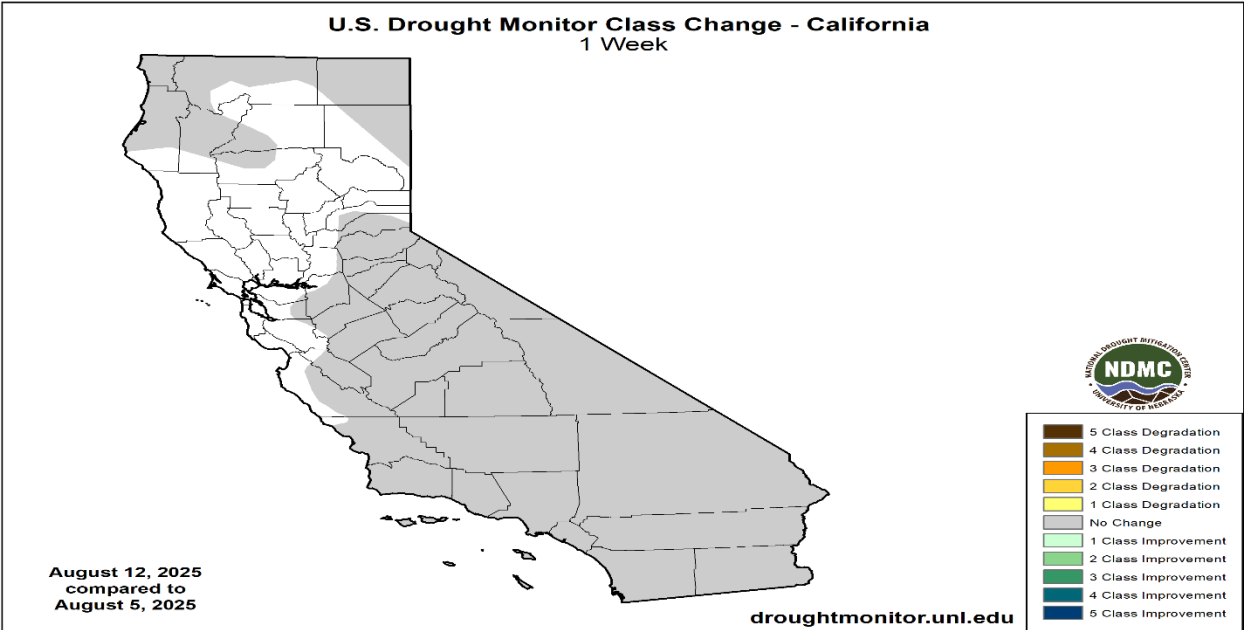 U.S. Drought Monitor Class Change - California
1 Week
NATIONAL DROUGHT MITIGATION CENTER
NDMC
UNIVERSITY OF NEBRASKA
5 Class Degradation
4 Class Degradation
3 Class Degradation
2 Class Degradation
1 Class Degradation
No Change
1 Class Improvement
2 Class Improvement
3 Class Improvement
4 Class Improvement
5 Class Improvement
August 12, 2025
compared to
August 5, 2025
droughtmonitor.unl.edu